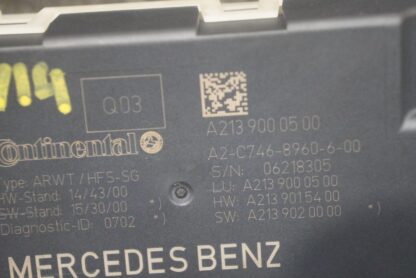 Q03
Continental
A213 900 05 00
A2-C746-8960-6-00
Type: ARWT/HFS-SG
S/N: 06218305
HW-Stand: 14/43/00
LU: A213 900 05 00
SW-Stand: 15/30/00 *)
HW: A213 901 54 00
Diagnostic-ID: 0702 *)
SW: A213 902 00 00 *)
MERCEDES BENZ